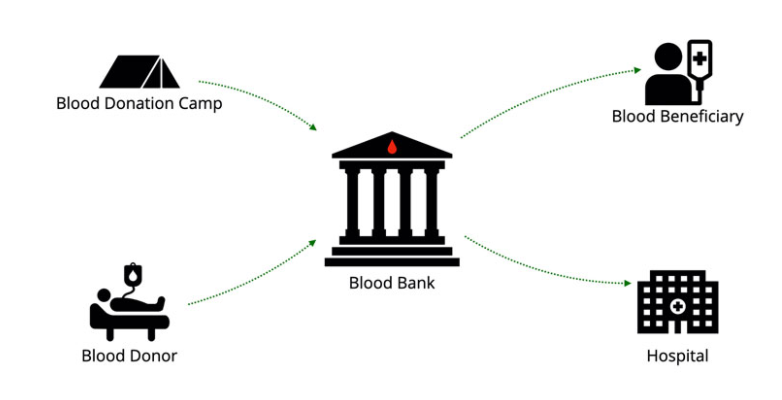 Blood Donation Camp
Blood Beneficiary
Blood Bank
Blood Donor
Hospital